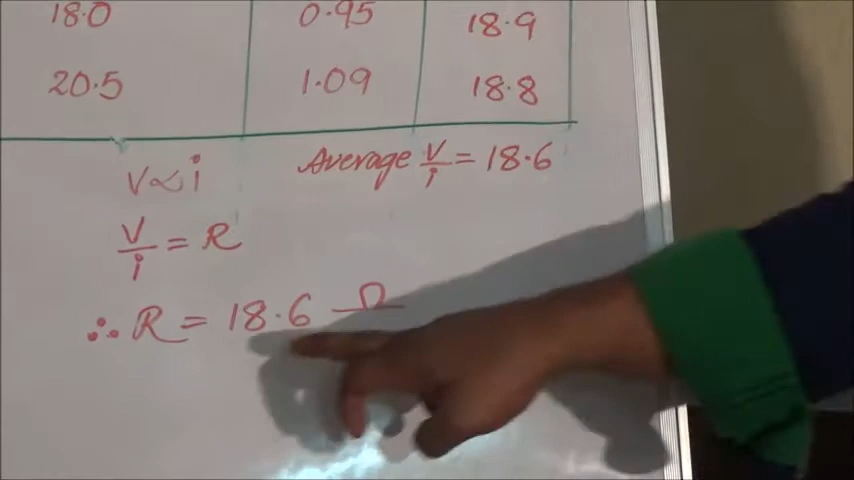 18.0 0.95 18.9
20.5 1.09 18.8
V∝i Average V/i = 18.6
V/i = R
∴ R = 18.6 Ω